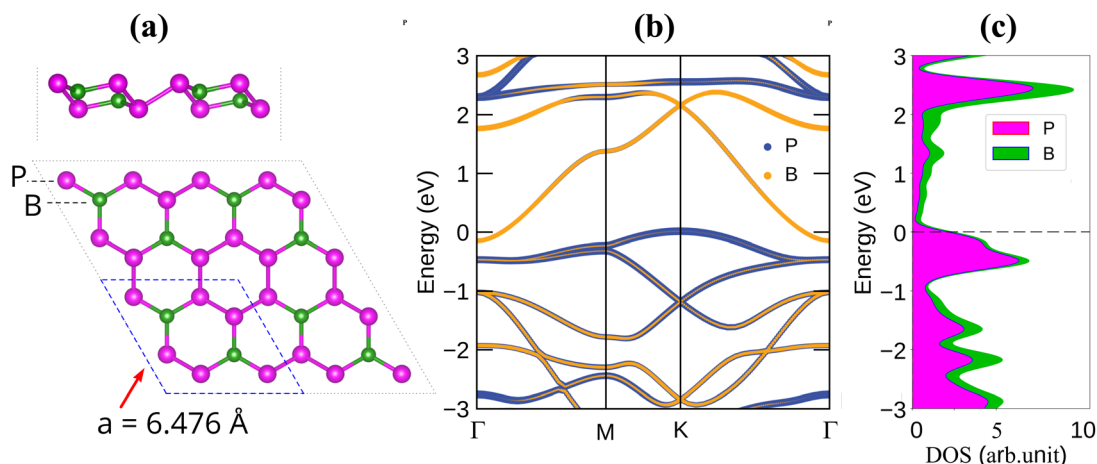 (a)
P
B
a = 6.476 Å
P
(b)
P
Energy (eV)
3
2
1
0
−1
−2
−3
P
B
Γ
M
K
Γ
(c)
3
2
1
0
−1
−2
−3
P
B
0
5
10
DOS (arb.unit)
Energy (eV)